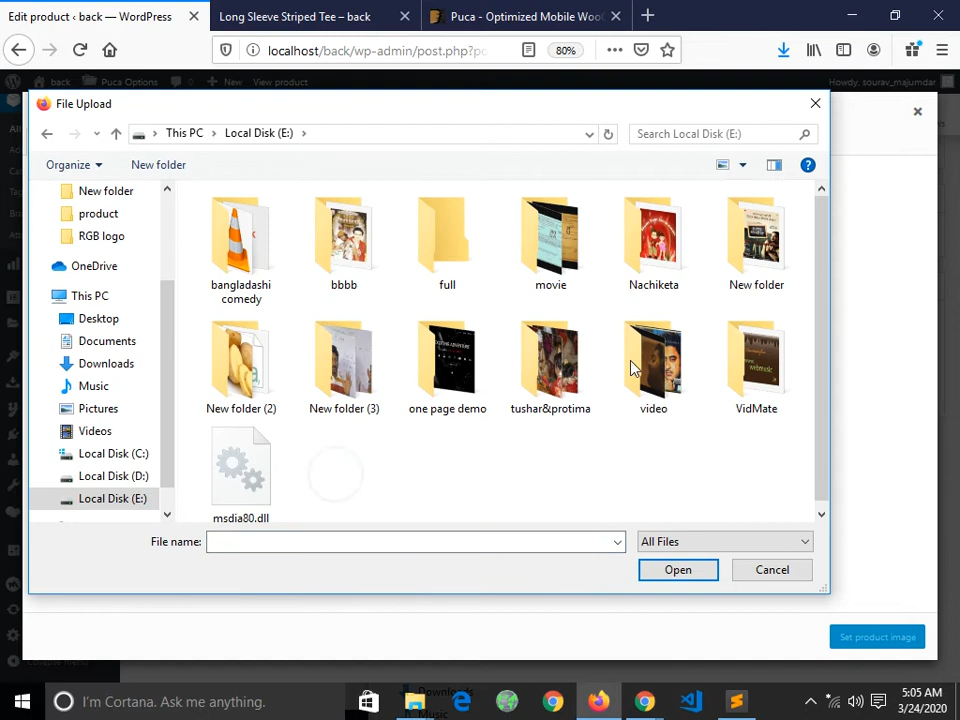 Edit product ‹ back — WordPress
Long Sleeve Striped Tee – back
Puca - Optimized Mobile Woo
localhost/back/wp-admin/post.php?po
80%
back
Puca Options
0
New
View product
Howdy, sourav_majumdar
File Upload
This PC
Local Disk (E:)
Search Local Disk (E:)
Organize
New folder
New folder
product
RGB logo
OneDrive
This PC
Desktop
Documents
Downloads
Music
Pictures
Videos
Local Disk (C:)
Local Disk (D:)
Local Disk (E:)
bangladashi comedy
bbbb
full
movie
Nachiketa
New folder
New folder (2)
New folder (3)
one page demo
tushar&protima
video
VidMate
msdia80.dll
File name:
All Files
Open
Cancel
Set product image
I'm Cortana. Ask me anything.
Downloads
Music
5:05 AM
3/24/2020